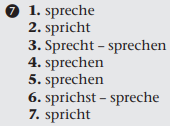 7 1. spreche
2. spricht
3. Sprecht – sprechen
4. sprechen
5. sprechen
6. sprichst – spreche
7. spricht